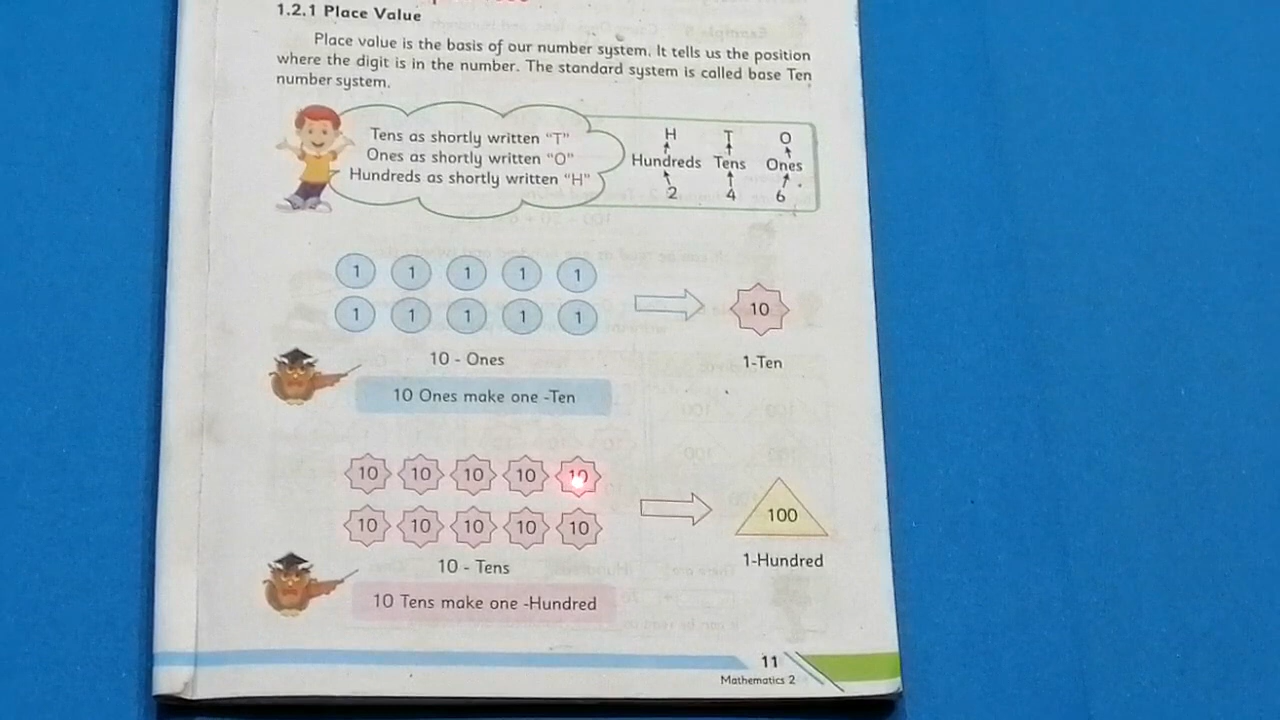 1.2.1 Place Value
Place value is the basis of our number system. It tells us the position
where the digit is in the number. The standard system is called base Ten
number system.
Tens as shortly written "T"
Ones as shortly written "O"
Hundreds as shortly written "H"
H T O
Hundreds Tens Ones
2 4 6
1 1 1 1 1
1 1 1 1 1
10
10 - Ones
1-Ten
10 Ones make one -Ten
10 10 10 10 10
10 10 10 10 10
100
10 - Tens
1-Hundred
10 Tens make one -Hundred
11
Mathematics 2